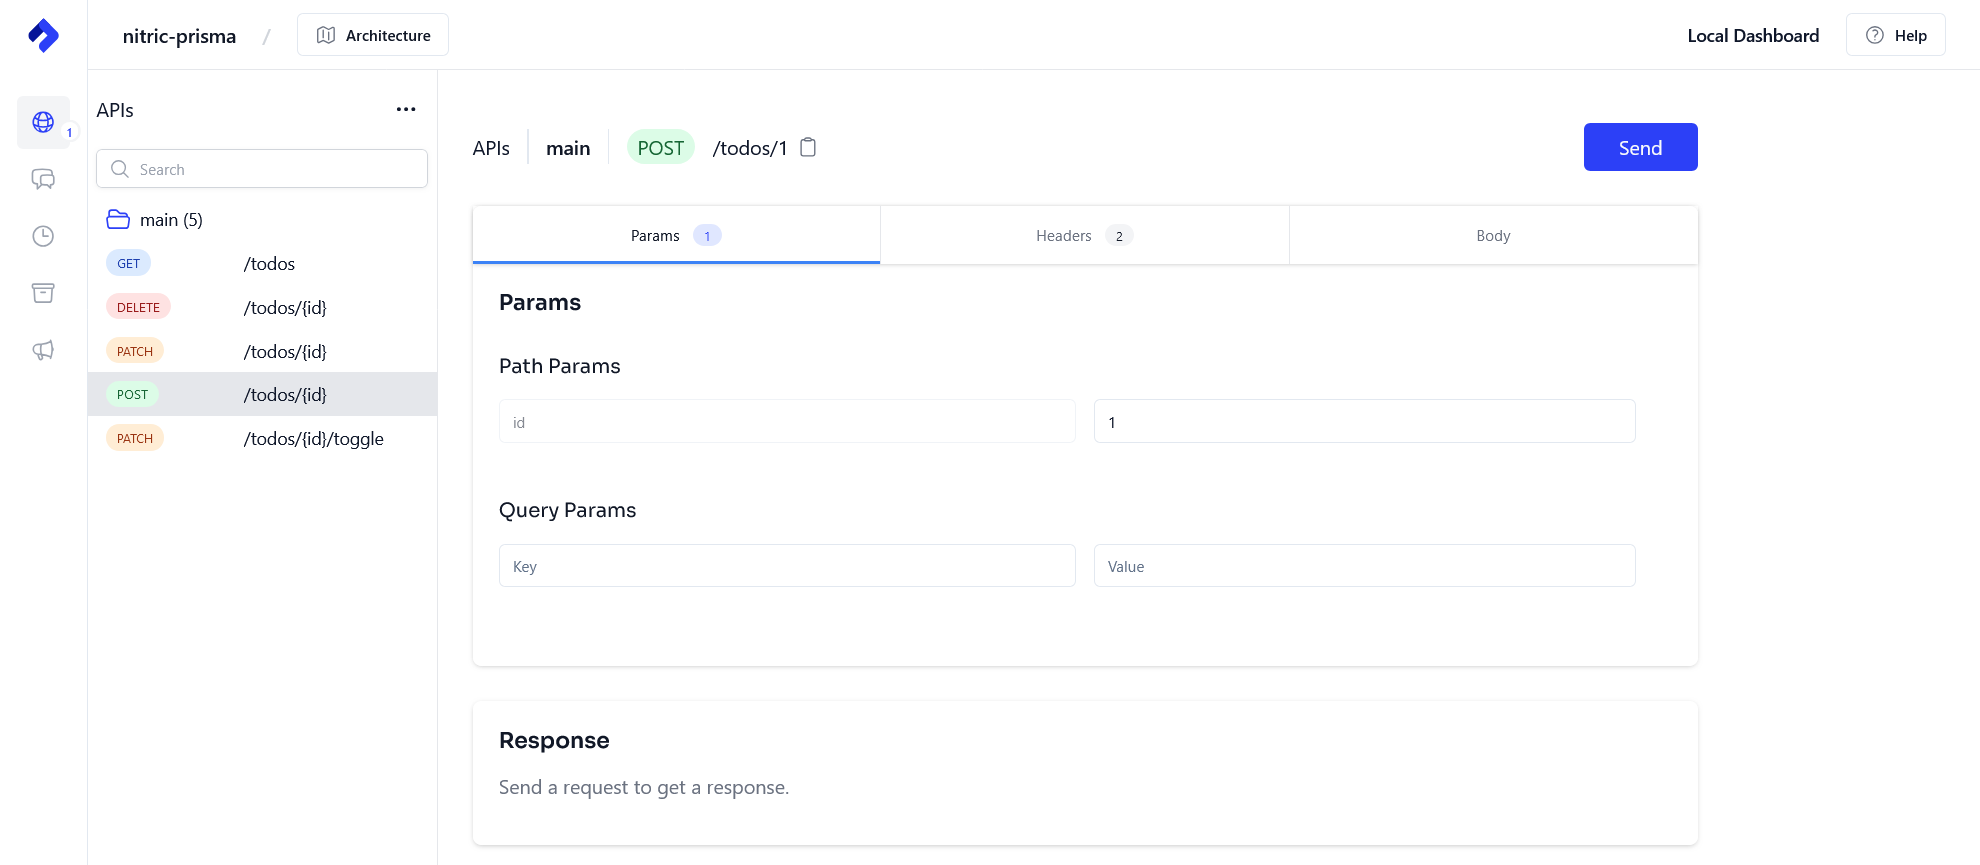 nitric-prisma / Architecture
Local Dashboard Help
1
APIs
Search
main (5)
GET /todos
DELETE /todos/{id}
PATCH /todos/{id}
POST /todos/{id}
PATCH /todos/{id}/toggle
APIs main POST /todos/1
Send
Params 1 Headers 2 Body
Params
Path Params
id 1
Query Params
Key Value
Response
Send a request to get a response.